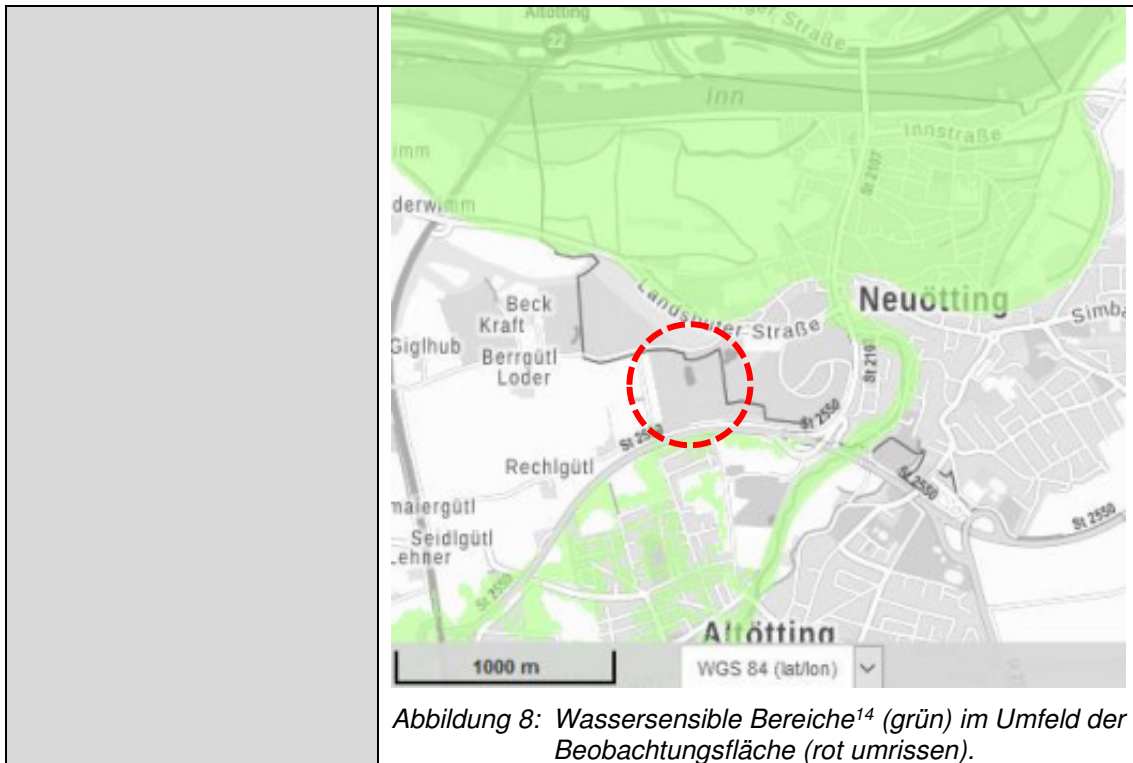 Altötting
22
Straße
Inn
Innstraße
St 2107
imm
derwimm
Landshuter Straße
Neuötting
Simba
Beck
Kraft
Giglhub
Berrgütl
Loder
St 2550
St 2550
Rechlgütl
St 2550
St 2550
maiergütl
Seidlgütl
Lehner
St 2550
Altötting
1000 m
WGS 84 (lat/lon)
Abbildung 8: Wassersensible Bereiche¹⁴ (grün) im Umfeld der
Beobachtungsfläche (rot umrissen).